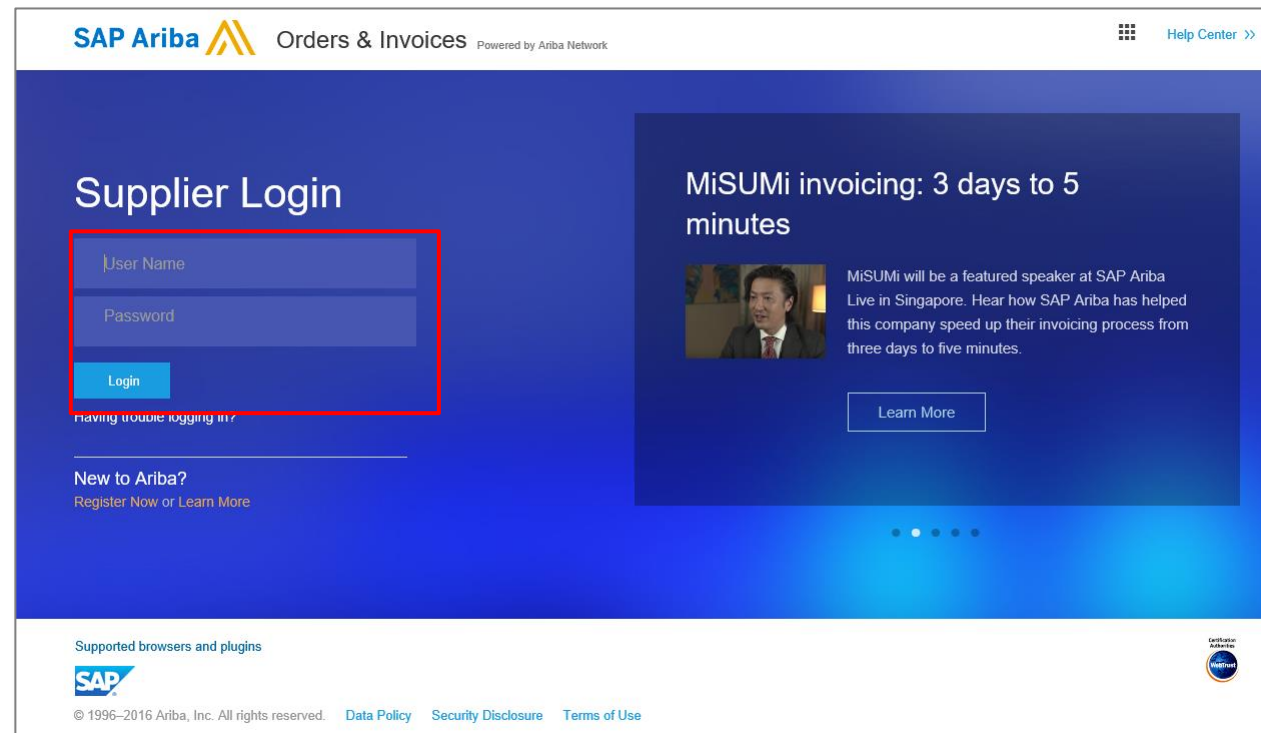 SAP Ariba Orders & Invoices Powered by Ariba Network
Help Center >>
Supplier Login
User Name
Password
Login
Having trouble logging in?
New to Ariba?
Register Now or Learn More
MiSUMi invoicing: 3 days to 5
minutes
MiSUMi will be a featured speaker at SAP Ariba
Live in Singapore. Hear how SAP Ariba has helped
this company speed up their invoicing process from
three days to five minutes.
Learn More
Supported browsers and plugins
Certification
Authorities
WebTrust
SAP
© 1996–2016 Ariba, Inc. All rights reserved. Data Policy Security Disclosure Terms of Use